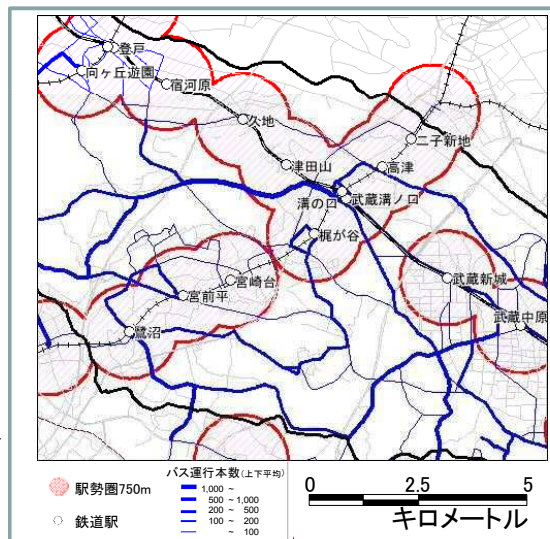 登戸
向ヶ丘遊園
宿河原
久地
二子新地
津田山
高津
武蔵溝ノ口
溝の口
梶が谷
宮崎台
武蔵新城
宮前平
武蔵中原
鷺沼
バス運行本数(上下平均)
駅勢圏750m
1,000 ~
500 ~ 1,000
200 ~ 500
100 ~ 200
~ 100
鉄道駅
0 2.5 5
キロメートル